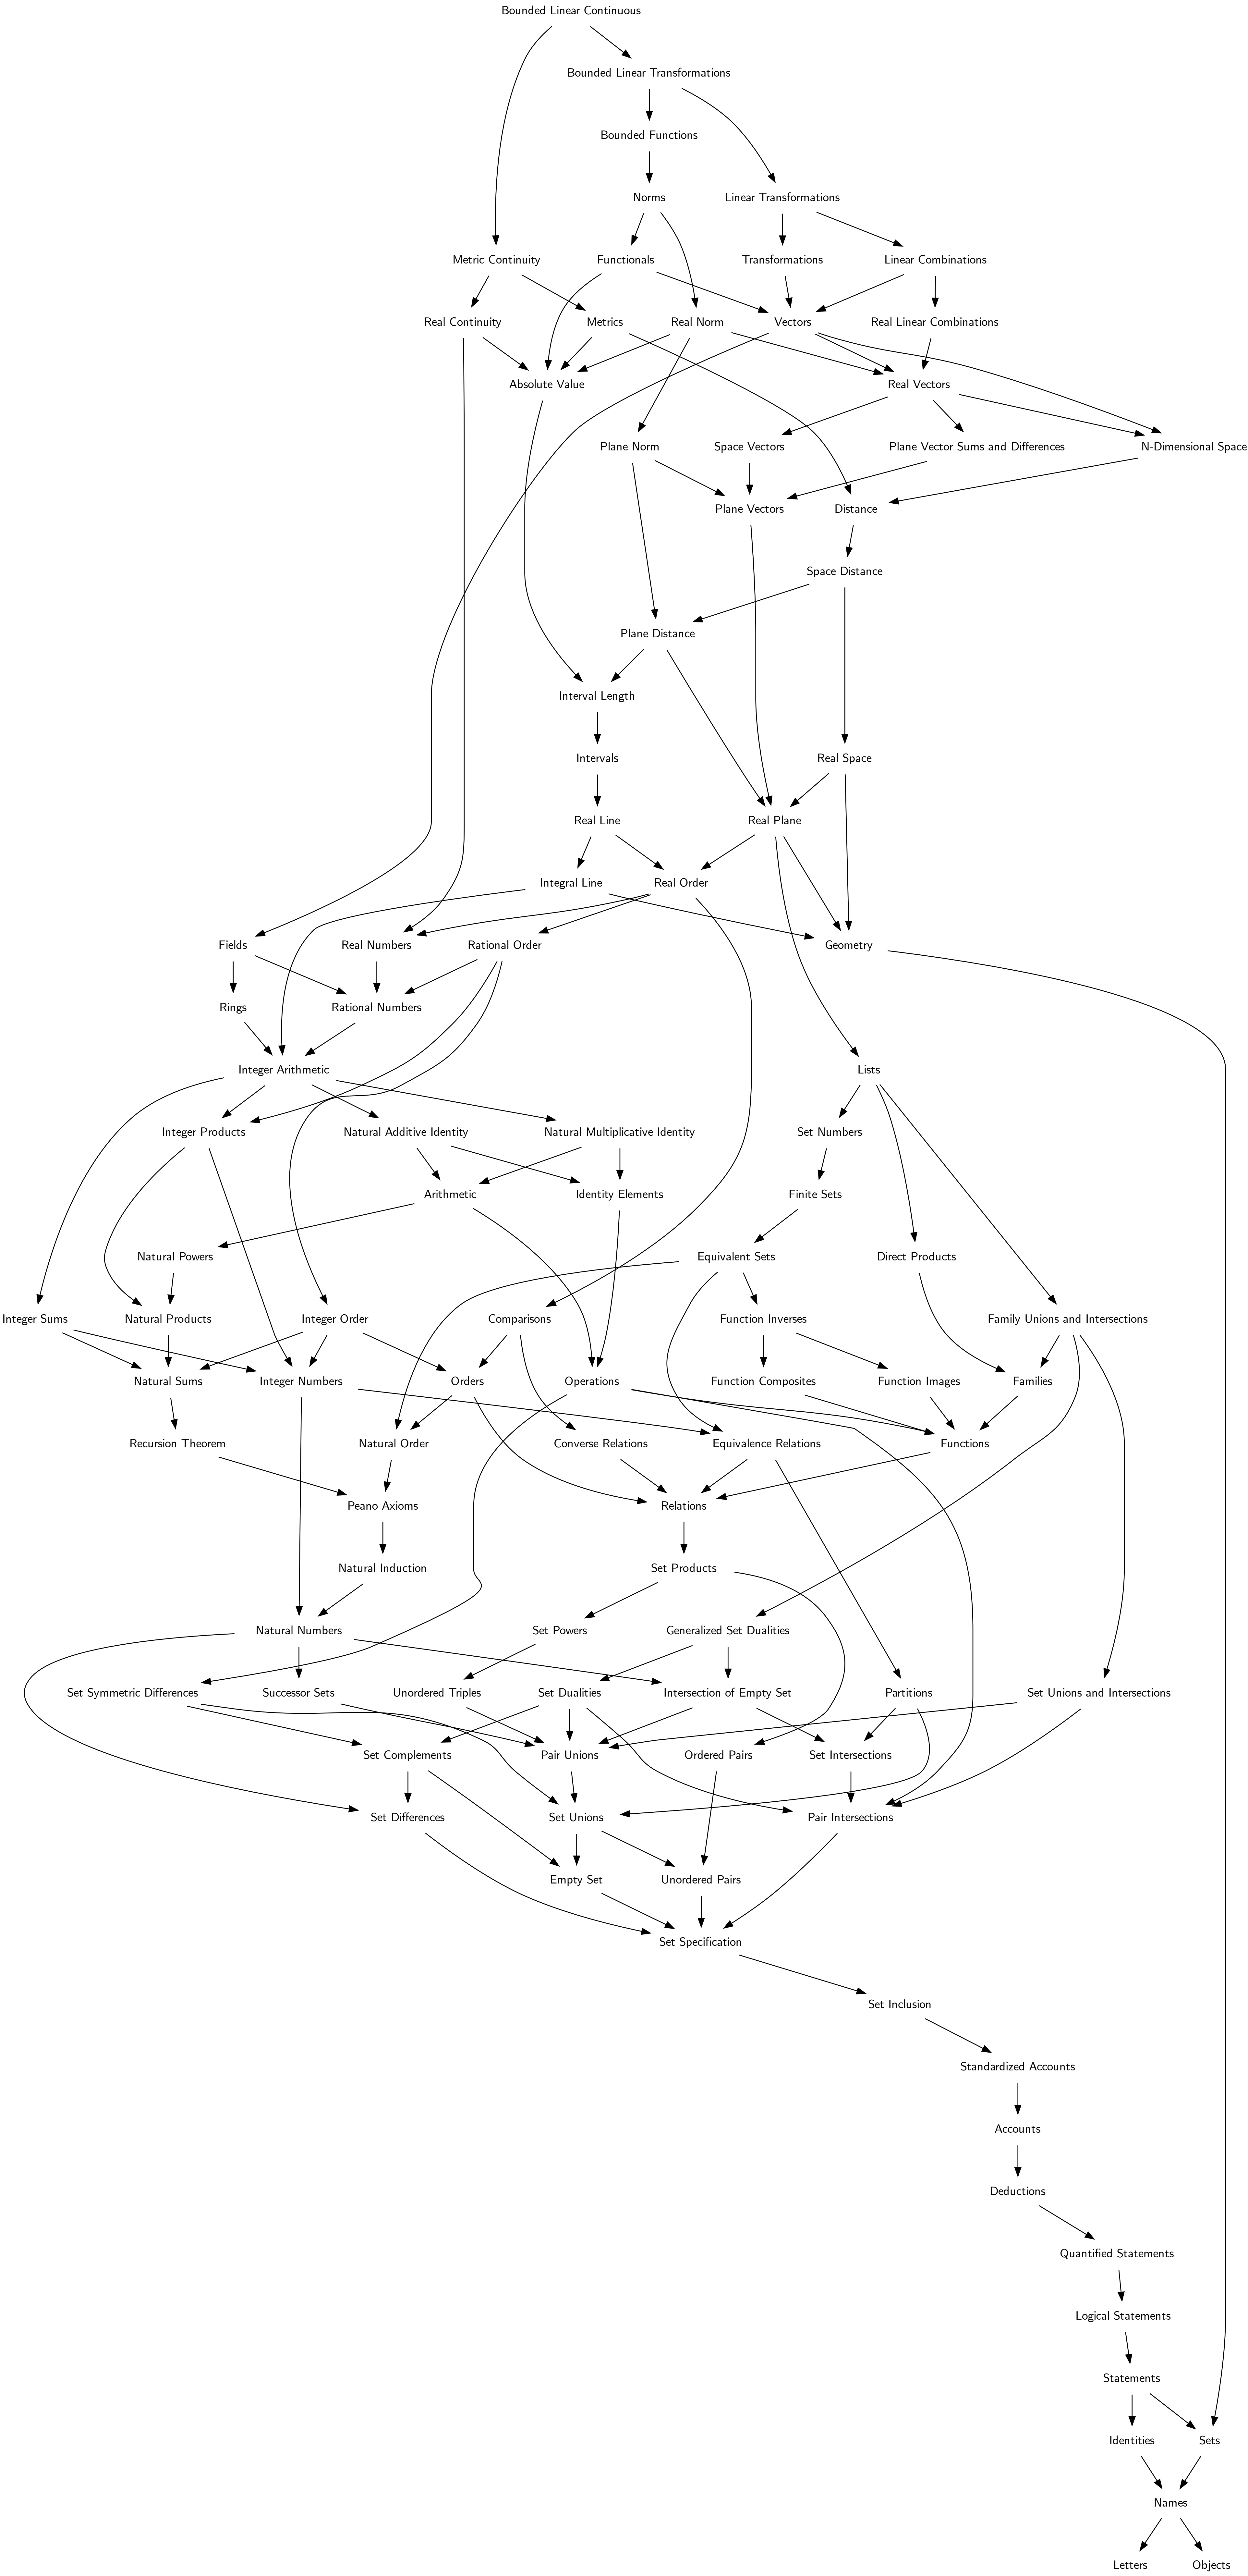 Bounded Linear Continuous
Bounded Linear Transformations
Bounded Functions
Norms
Linear Transformations
Metric Continuity
Functionals
Transformations
Linear Combinations
Real Continuity
Metrics
Real Norm
Vectors
Real Linear Combinations
Absolute Value
Real Vectors
Plane Norm
Space Vectors
Plane Vector Sums and Differences
N-Dimensional Space
Plane Vectors
Distance
Space Distance
Plane Distance
Interval Length
Intervals
Real Space
Real Line
Real Plane
Integral Line
Real Order
Fields
Real Numbers
Rational Order
Geometry
Rings
Rational Numbers
Integer Arithmetic
Lists
Integer Products
Natural Additive Identity
Natural Multiplicative Identity
Set Numbers
Arithmetic
Identity Elements
Finite Sets
Natural Powers
Equivalent Sets
Direct Products
Integer Sums
Natural Products
Integer Order
Comparisons
Function Inverses
Family Unions and Intersections
Natural Sums
Integer Numbers
Orders
Operations
Function Composites
Function Images
Families
Recursion Theorem
Natural Order
Converse Relations
Equivalence Relations
Functions
Peano Axioms
Relations
Natural Induction
Set Products
Natural Numbers
Set Powers
Generalized Set Dualities
Set Symmetric Differences
Successor Sets
Unordered Triples
Set Dualities
Intersection of Empty Set
Partitions
Set Unions and Intersections
Set Complements
Pair Unions
Ordered Pairs
Set Intersections
Set Differences
Set Unions
Pair Intersections
Empty Set
Unordered Pairs
Set Specification
Set Inclusion
Standardized Accounts
Accounts
Deductions
Quantified Statements
Logical Statements
Statements
Identities
Sets
Names
Letters
Objects